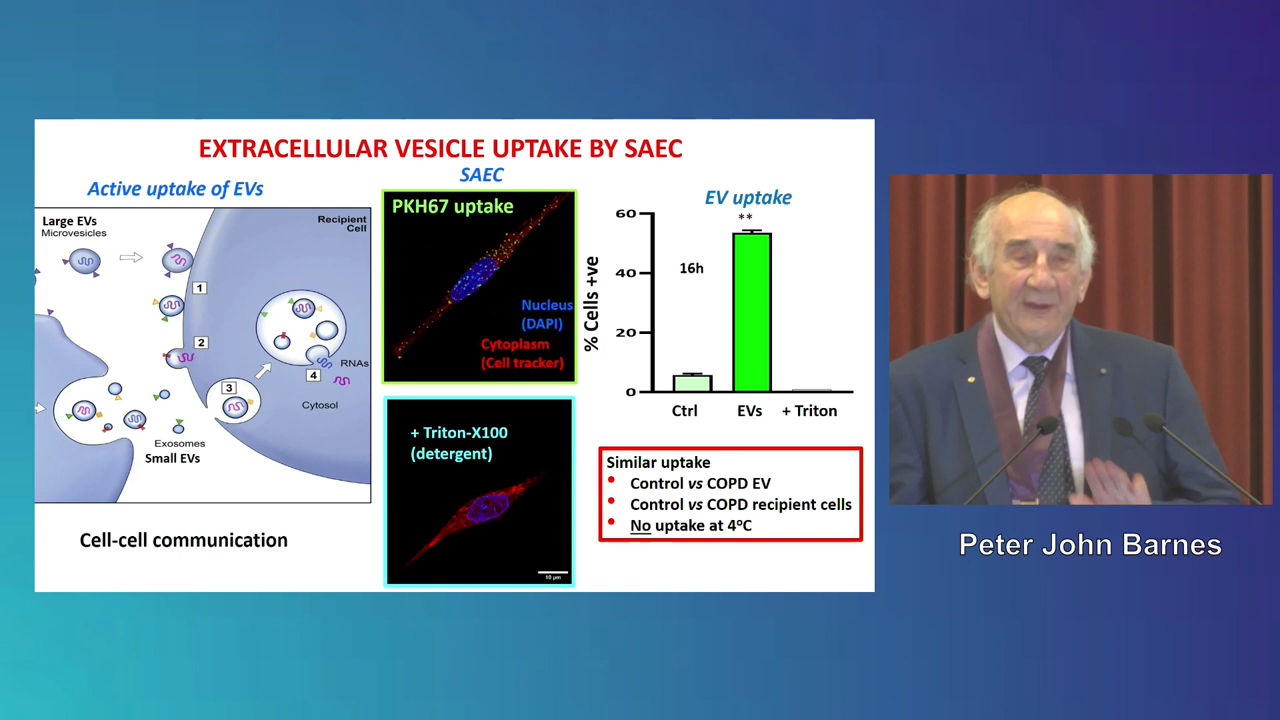 EXTRACELLULAR VESICLE UPTAKE BY SAEC
Active uptake of EVs
Large EVs
Microvesicles
Recipient
Cell
1
2
3
4
RNAs
Cytosol
Exosomes
Small EVs
Cell-cell communication
SAEC
PKH67 uptake
Nucleus
(DAPI)
Cytoplasm
(Cell tracker)
+ Triton-X100
(detergent)
10 µm
EV uptake
**
60
40
20
0
% Cells +ve
16h
Ctrl
EVs
+ Triton
Similar uptake
• Control vs COPD EV
• Control vs COPD recipient cells
• No uptake at 4°C
Peter John Barnes